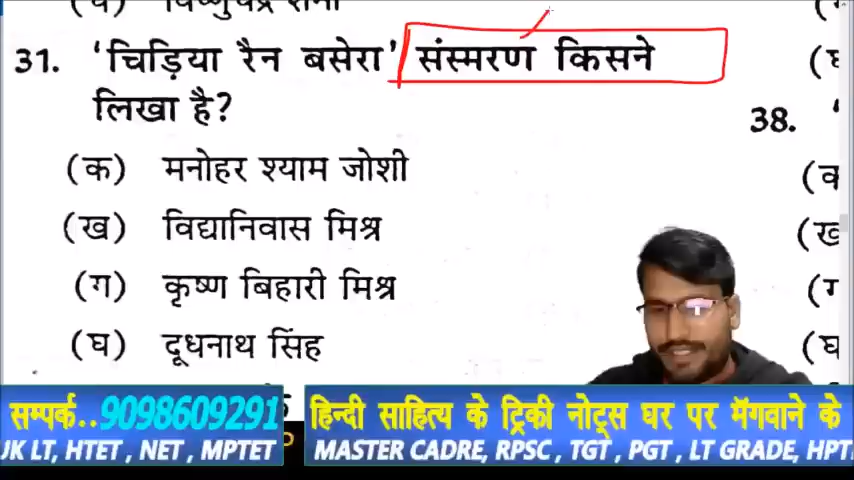 (घ) विष्णुचंद्र शर्मा
31. 'चिड़िया रैन बसेरा' संस्मरण किसने
लिखा है?
(क) मनोहर श्याम जोशी
(ख) विद्यानिवास मिश्र
(ग) कृष्ण बिहारी मिश्र
(घ) दूधनाथ सिंह
38.
सम्पर्क..9098609291
हिन्दी साहित्य के ट्रिकी नोट्स घर पर मॅगवाने के
UK LT, HTET , NET , MPTET
MASTER CADRE, RPSC , TGT , PGT , LT GRADE, HPT